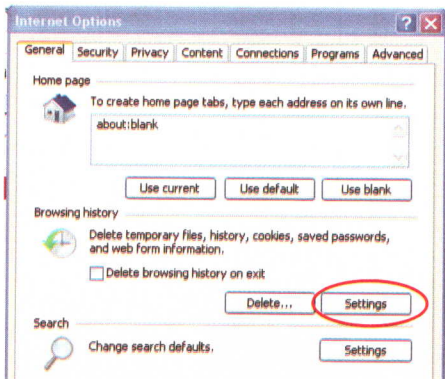 Internet Options
General Security Privacy Content Connections Programs Advanced
Home page
To create home page tabs, type each address on its own line.
about:blank
Use current Use default Use blank
Browsing history
Delete temporary files, history, cookies, saved passwords,
and web form information.
Delete browsing history on exit
Delete... Settings
Search
Change search defaults. Settings